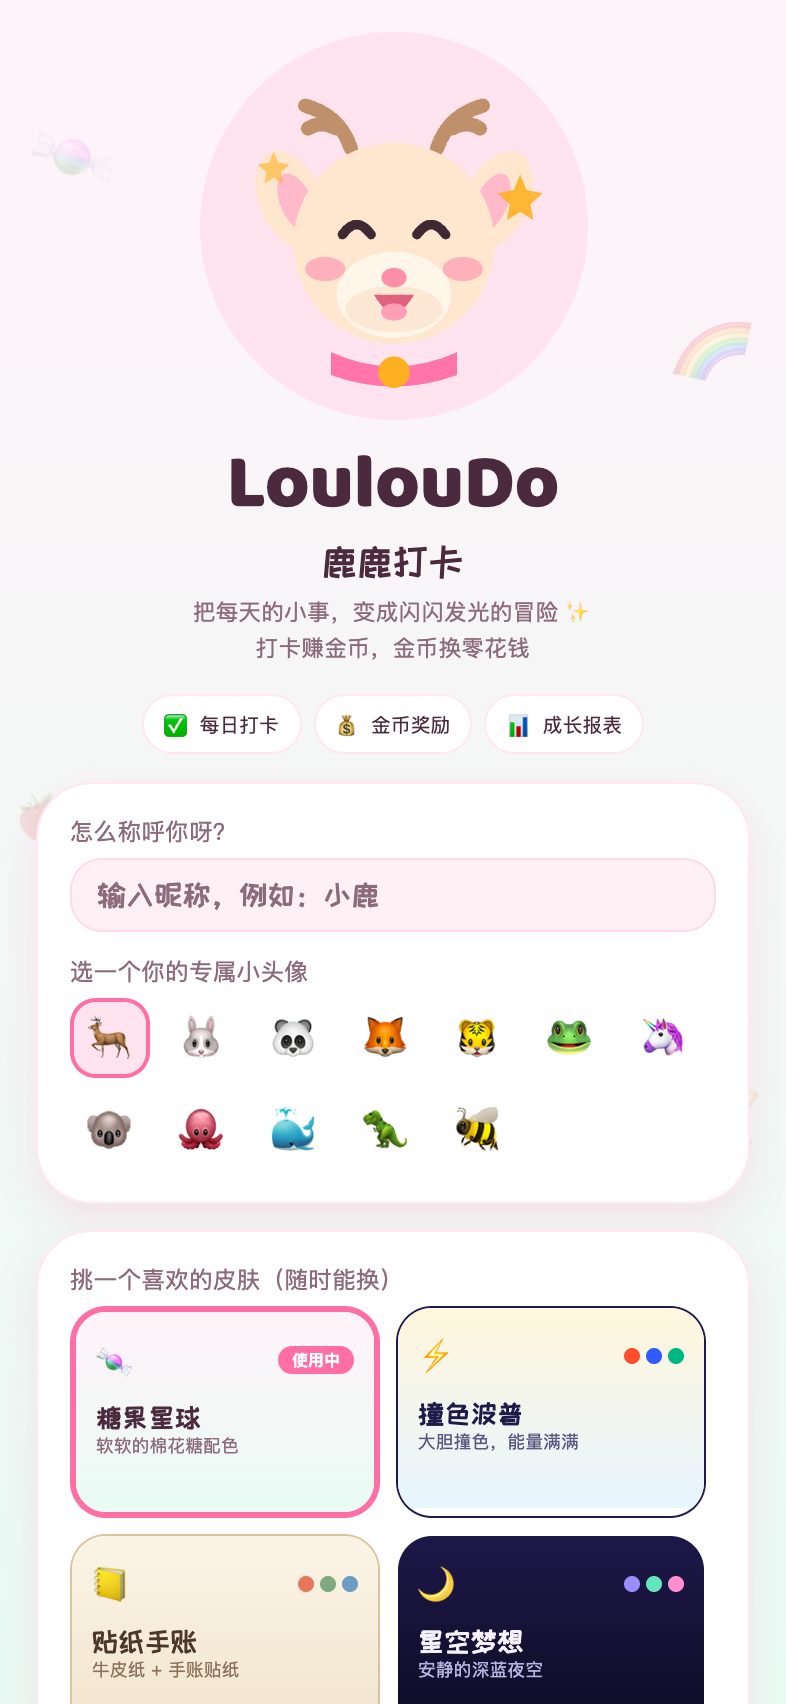 LoulouDo
鹿鹿打卡
把每天的小事，变成闪闪发光的冒险 ✨
打卡赚金币，金币换零花钱
✅ 每日打卡
💰 金币奖励
📊 成长报表
怎么称呼你呀？
输入昵称，例如：小鹿
选一个你的专属小头像
挑一个喜欢的皮肤（随时能换）
使用中
糖果星球
软软的棉花糖配色
撞色波普
大胆撞色，能量满满
贴纸手账
牛皮纸 + 手账贴纸
星空梦想
安静的深蓝夜空